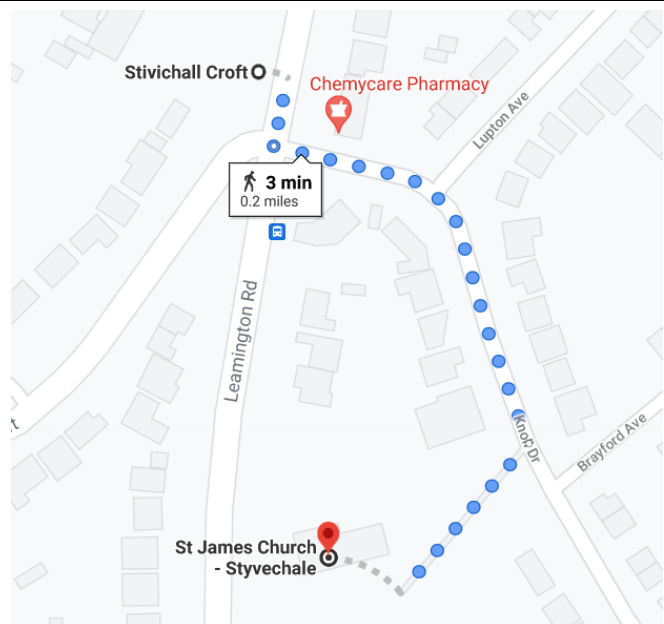 Stivichall Croft
Chemycare Pharmacy
Lupton Ave
3 min
0.2 miles
Leamington Rd
Knoll Dr
Brayford Ave
St James Church
- Styvechale